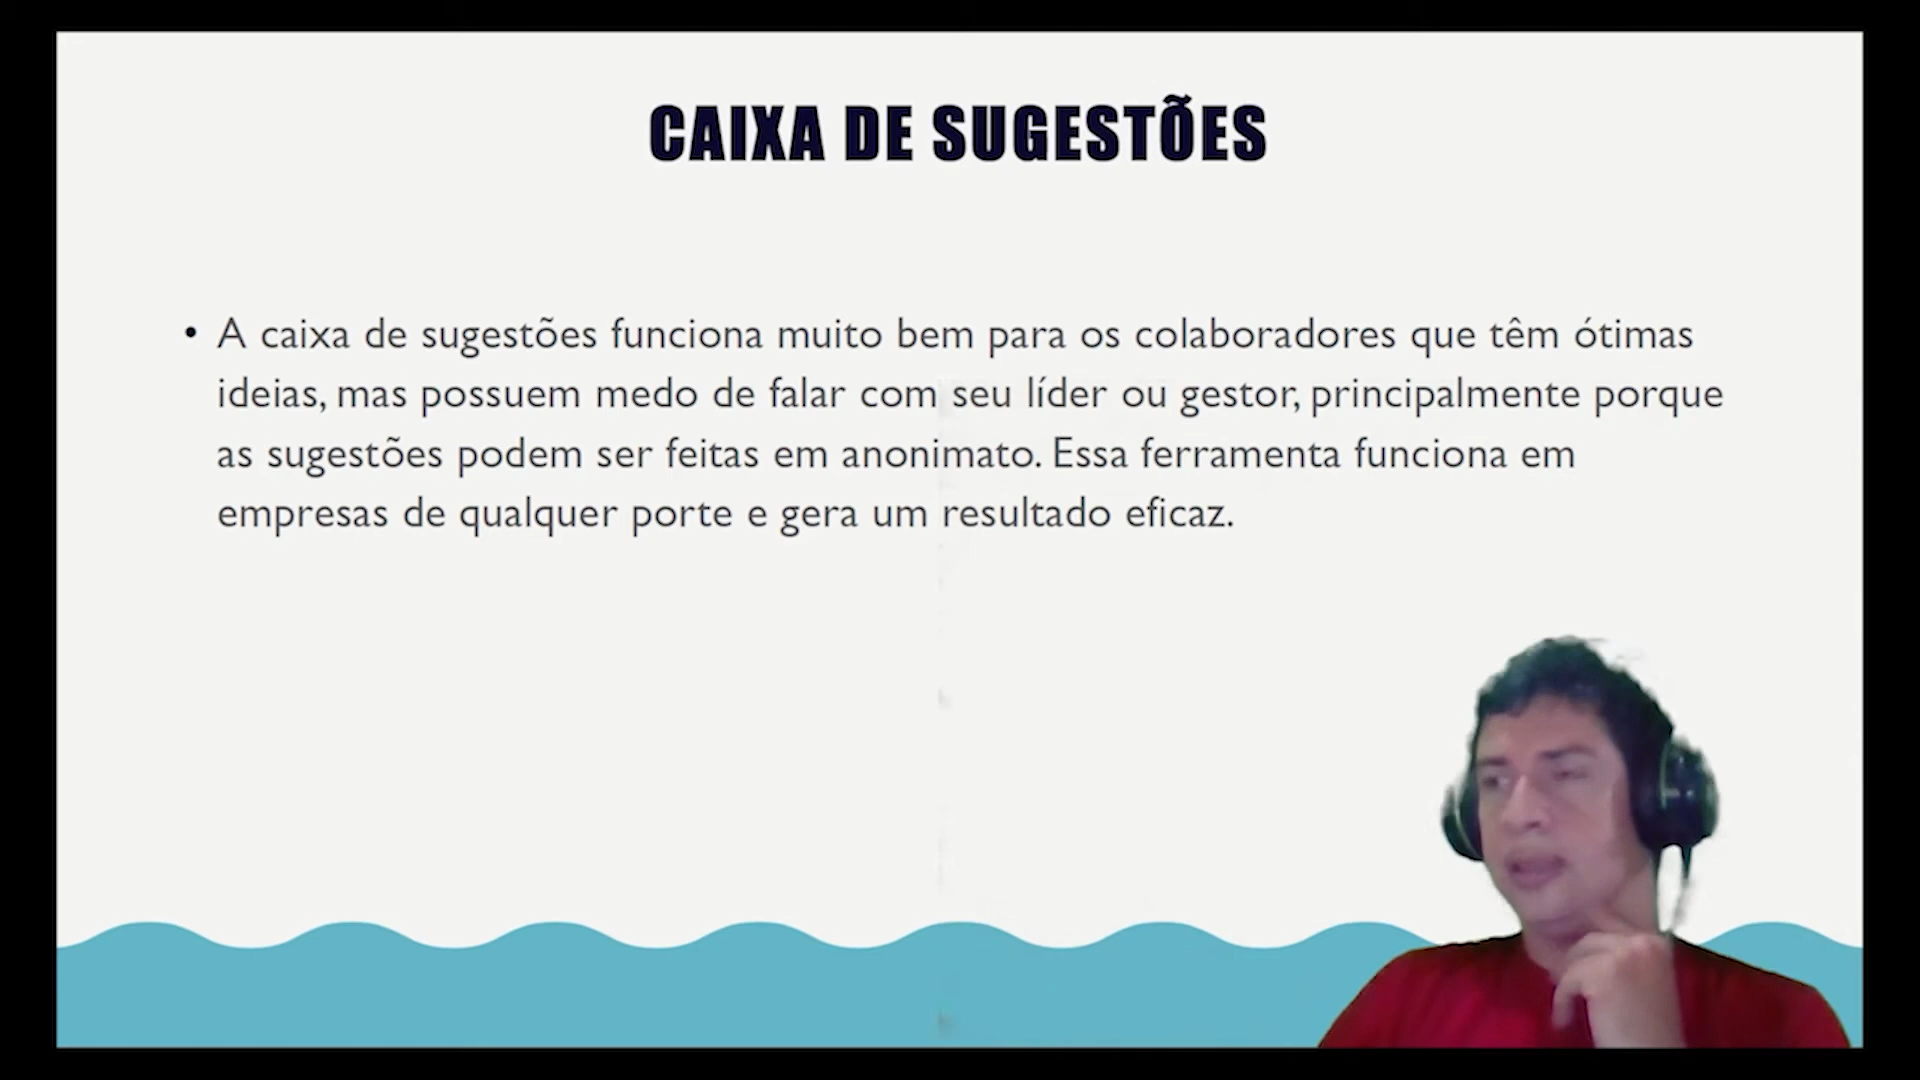 CAIXA DE SUGESTÕES
• A caixa de sugestões funciona muito bem para os colaboradores que têm ótimas
ideias, mas possuem medo de falar com seu líder ou gestor, principalmente porque
as sugestões podem ser feitas em anonimato. Essa ferramenta funciona em
empresas de qualquer porte e gera um resultado eficaz.